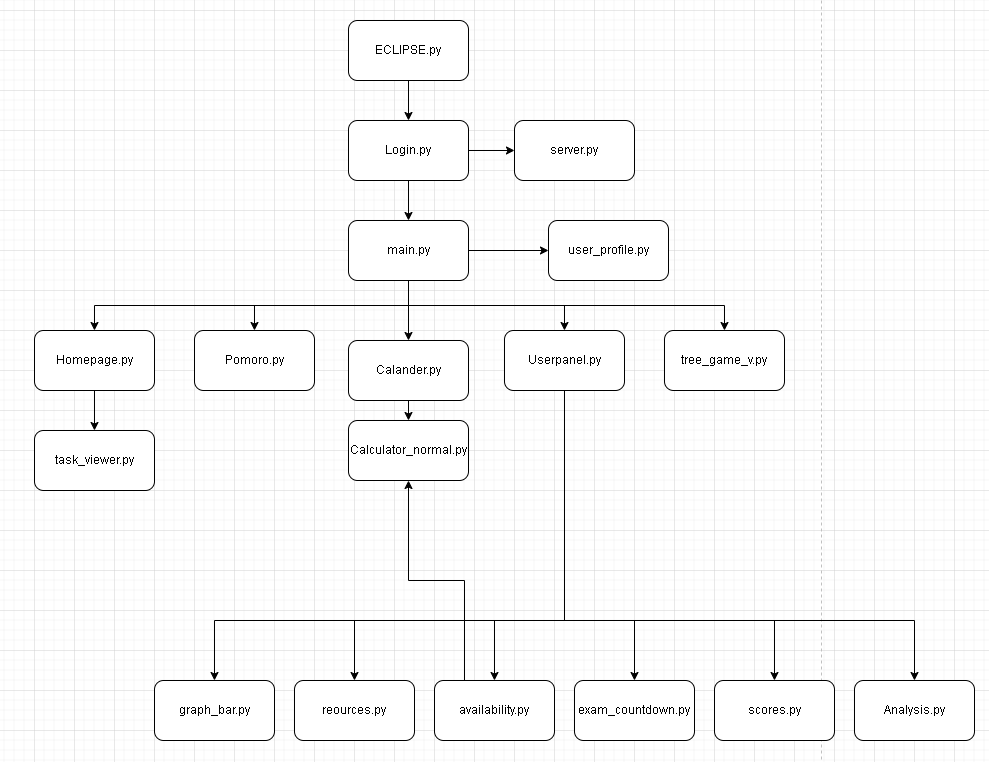 ECLIPSE.py
Login.py
server.py
main.py
user_profile.py
Homepage.py
Pomoro.py
Calander.py
Userpanel.py
tree_game_v.py
task_viewer.py
Calculator_normal.py
graph_bar.py
reources.py
availability.py
exam_countdown.py
scores.py
Analysis.py